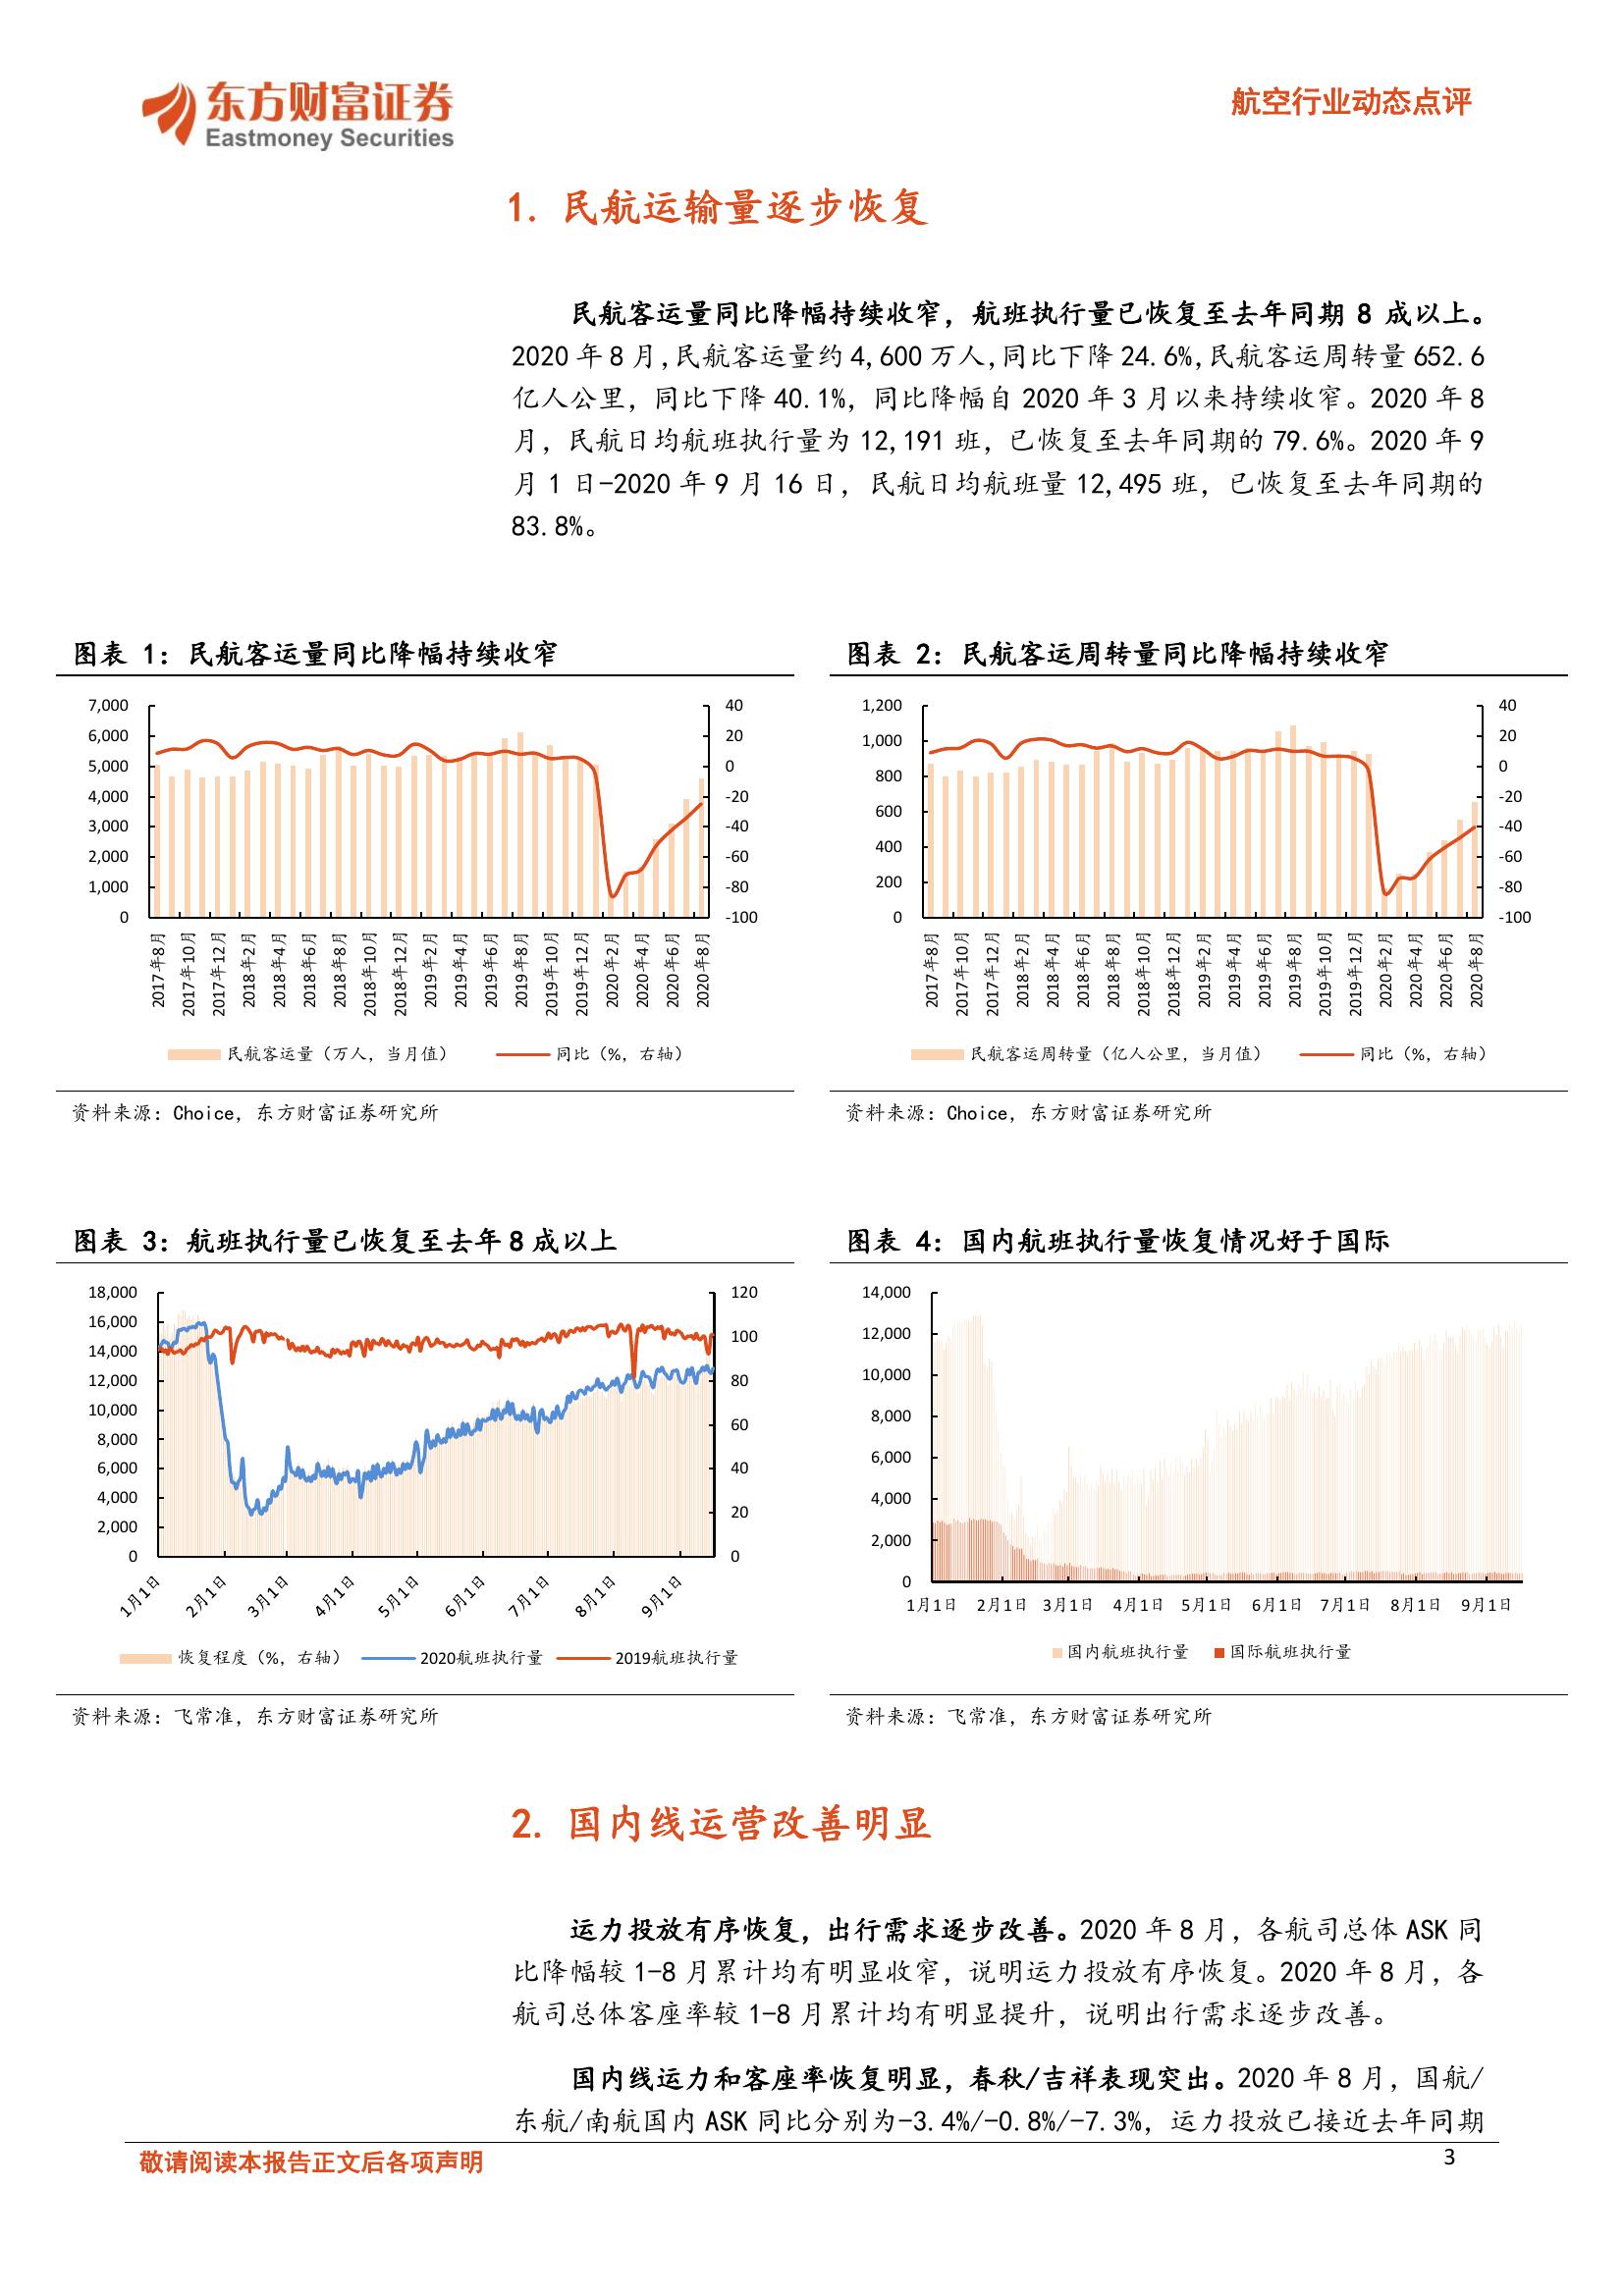 东方财富证券
Eastmoney Securities
航空行业动态点评
1. 民航运输量逐步恢复
民航客运量同比降幅持续收窄，航班执行量已恢复至去年同期 8 成以上。
2020 年 8 月，民航客运量约 4,600 万人，同比下降 24.6%，民航客运周转量 652.6
亿人公里，同比下降 40.1%，同比降幅自 2020 年 3 月以来持续收窄。2020 年 8
月，民航日均航班执行量为 12,191 班，已恢复至去年同期的 79.6%。2020 年 9
月 1 日-2020 年 9 月 16 日，民航日均航班量 12,495 班，已恢复至去年同期的
83.8%。
图表 1：民航客运量同比降幅持续收窄
7,000
6,000
5,000
4,000
3,000
2,000
1,000
0
40
20
0
-20
-40
-60
-80
-100
2017年8月
2017年10月
2017年12月
2018年2月
2018年4月
2018年6月
2018年8月
2018年10月
2018年12月
2019年2月
2019年4月
2019年6月
2019年8月
2019年10月
2019年12月
2020年2月
2020年4月
2020年6月
2020年8月
民航客运量（万人，当月值）
同比（%，右轴）
资料来源：Choice，东方财富证券研究所
图表 2：民航客运周转量同比降幅持续收窄
1,200
1,000
800
600
400
200
0
40
20
0
-20
-40
-60
-80
-100
2017年8月
2017年10月
2017年12月
2018年2月
2018年4月
2018年6月
2018年8月
2018年10月
2018年12月
2019年2月
2019年4月
2019年6月
2019年8月
2019年10月
2019年12月
2020年2月
2020年4月
2020年6月
2020年8月
民航客运周转量（亿人公里，当月值）
同比（%，右轴）
资料来源：Choice，东方财富证券研究所
图表 3：航班执行量已恢复至去年 8 成以上
18,000
16,000
14,000
12,000
10,000
8,000
6,000
4,000
2,000
0
120
100
80
60
40
20
0
1月1日
2月1日
3月1日
4月1日
5月1日
6月1日
7月1日
8月1日
9月1日
恢复程度（%，右轴）
2020航班执行量
2019航班执行量
资料来源：飞常准，东方财富证券研究所
图表 4：国内航班执行量恢复情况好于国际
14,000
12,000
10,000
8,000
6,000
4,000
2,000
0
1月1日
2月1日
3月1日
4月1日
5月1日
6月1日
7月1日
8月1日
9月1日
国内航班执行量
国际航班执行量
资料来源：飞常准，东方财富证券研究所
2. 国内线运营改善明显
运力投放有序恢复，出行需求逐步改善。2020 年 8 月，各航司总体 ASK 同
比降幅较 1-8 月累计均有明显收窄，说明运力投放有序恢复。2020 年 8 月，各
航司总体客座率较 1-8 月累计均有明显提升，说明出行需求逐步改善。
国内线运力和客座率恢复明显，春秋/吉祥表现突出。2020 年 8 月，国航/
东航/南航国内 ASK 同比分别为-3.4%/-0.8%/-7.3%，运力投放已接近去年同期
敬请阅读本报告正文后各项声明
3